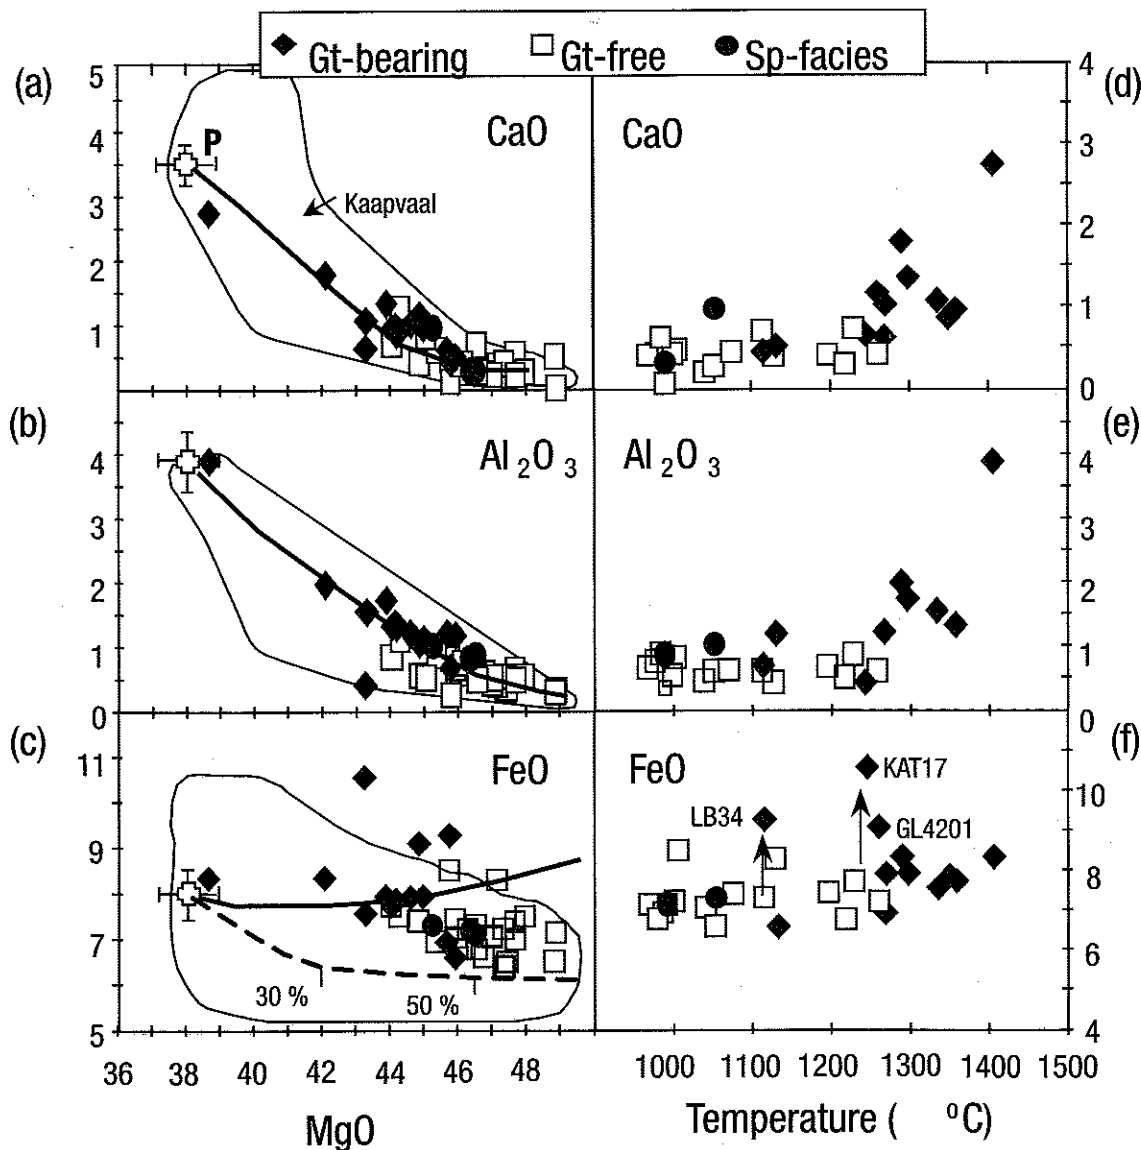 Gt-bearing Gt-free Sp-facies
(a)
5
4
3
2
1
P
CaO
Kaapvaal
(d)
CaO
4
3
2
1
0
(b)
4
3
2
1
0
Al2O3
(e)
Al2O3
4
3
2
1
0
(c)
11
9
7
5
FeO
30 %
50 %
(f)
FeO
KAT17
LB34
GL4201
10
8
6
4
36 38 40 42 44 46 48
MgO
1000 1100 1200 1300 1400 1500
Temperature ( ºC)